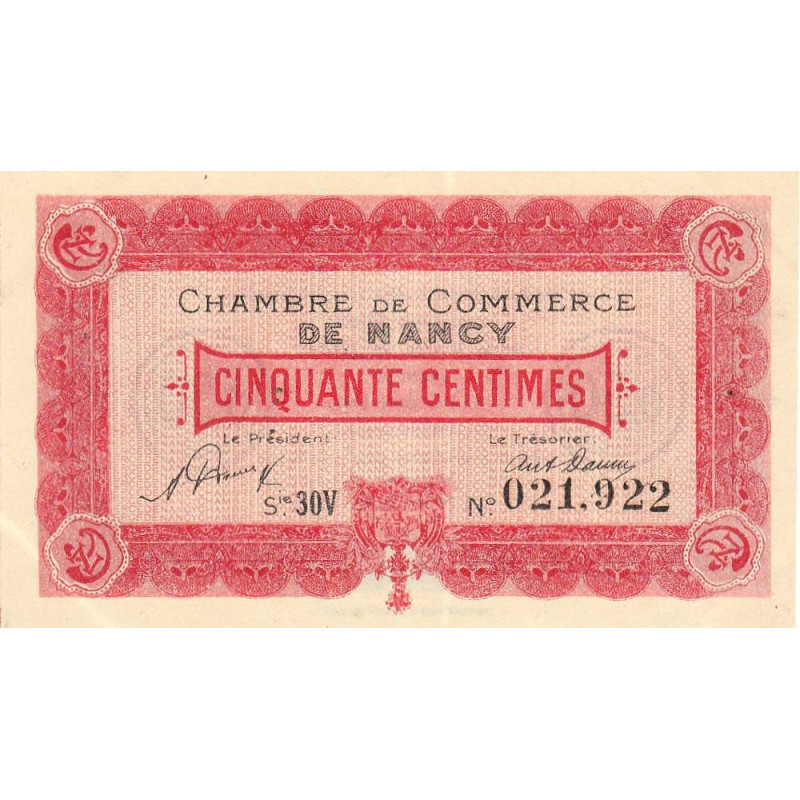 CHAMBRE DE COMMERCE
DE NANCY
CINQUANTE CENTIMES
Le Président: Le Trésorier:
Sie 30V No. 021.922